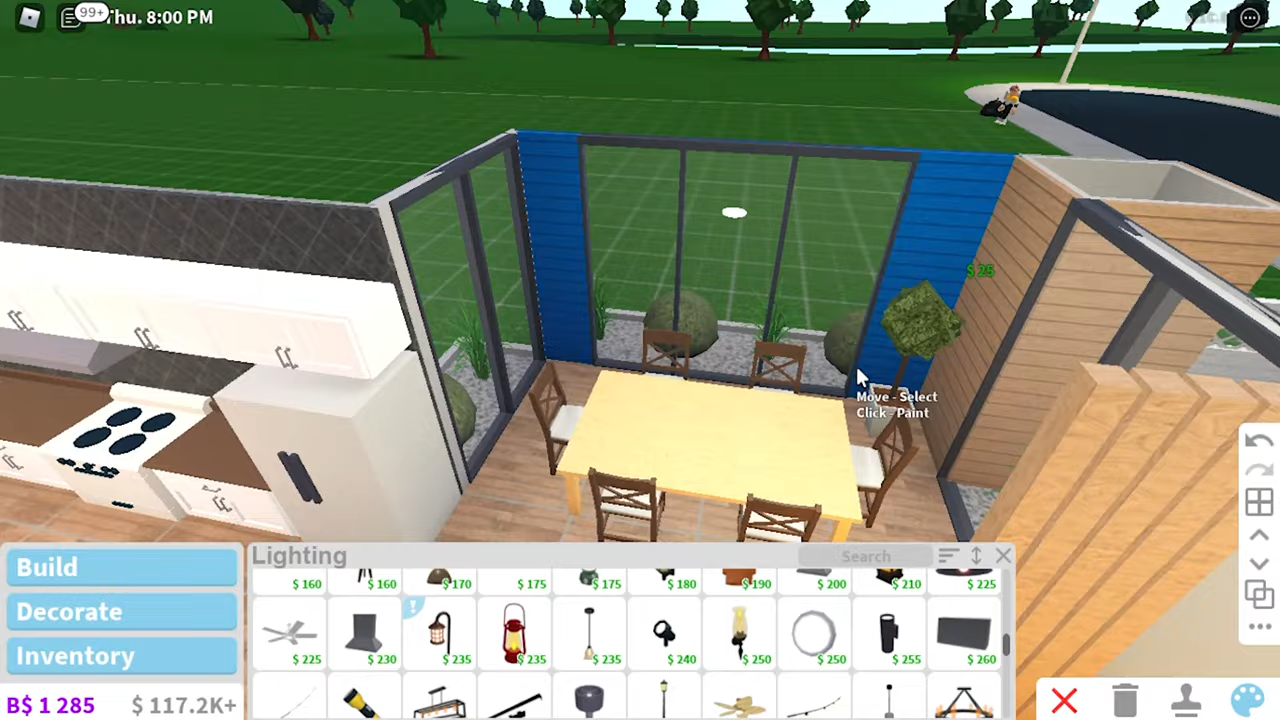 99+
Thu. 8:00 PM
$ 25
Move - Select
Click - Paint
Build
Decorate
Inventory
B$ 1 285
$ 117.2K+
Lighting
Search
$ 160 $ 160 $ 170 $ 175 $ 175 $ 180 $ 190 $ 200 $ 210 $ 225
$ 225 $ 230 $ 235 $ 235 $ 235 $ 240 $ 250 $ 250 $ 255 $ 260